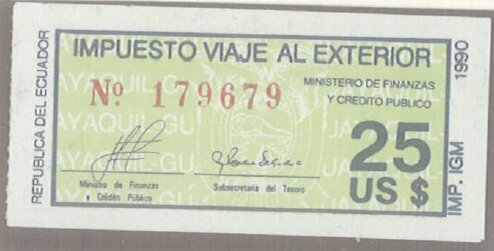 REPUBLICA DEL ECUADOR
IMPUESTO VIAJE AL EXTERIOR
MINISTERIO DE FINANZAS
Y CREDITO PUBLICO
Nº 179679
25
US $
Ministro de Finanzas
y Crédito Público
Subsecretaria del Tesoro
1990
IMP. IGM